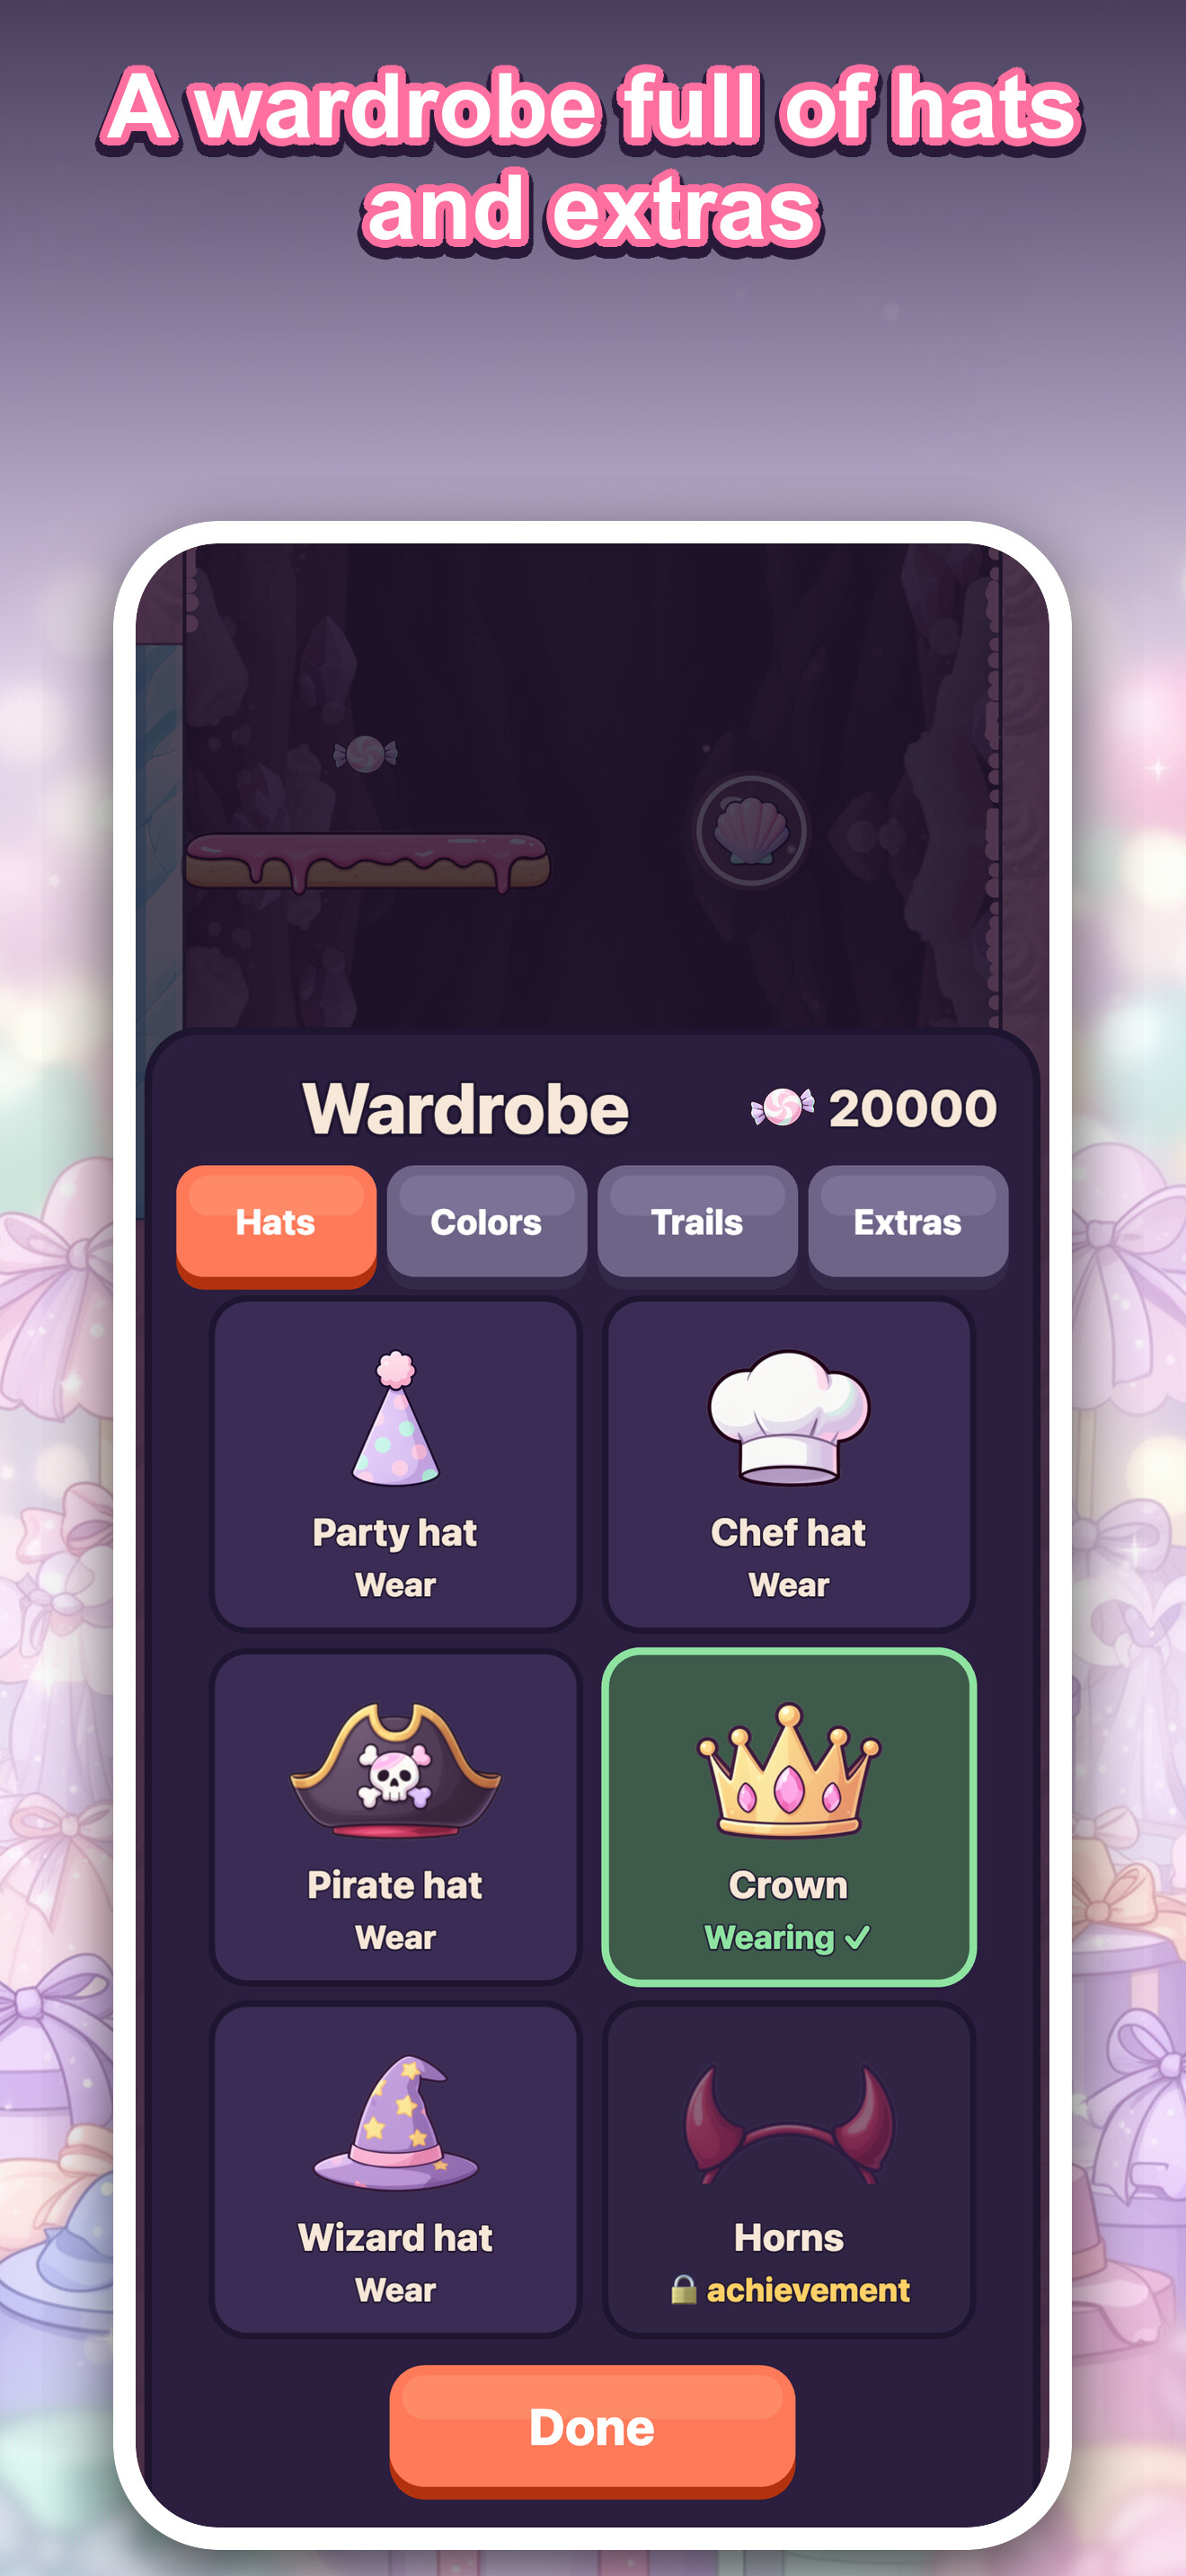 A wardrobe full of hats
and extras
Wardrobe
20000
Hats
Colors
Trails
Extras
Party hat
Wear
Chef hat
Wear
Pirate hat
Wear
Crown
Wearing ✓
Wizard hat
Wear
Horns
🔒 achievement
Done